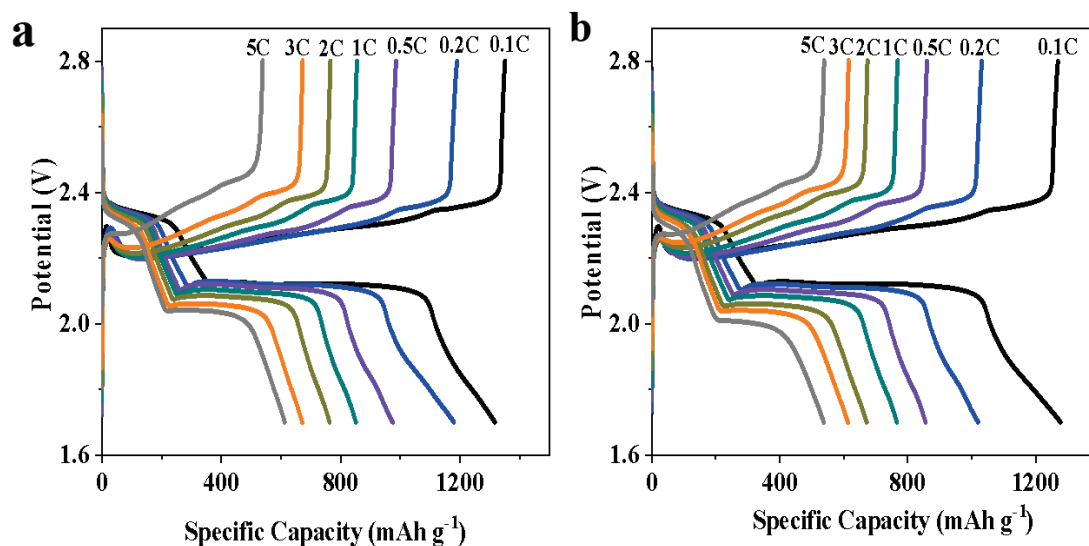 a
5C 3C 2C 1C 0.5C 0.2C 0.1C
2.8
2.4
2.0
1.6
Potential (V)
0 400 800 1200
Specific Capacity (mAh g-1)
b
5C 3C 2C 1C 0.5C 0.2C 0.1C
2.8
2.4
2.0
1.6
Potential (V)
0 400 800 1200
Specific Capacity (mAh g-1)